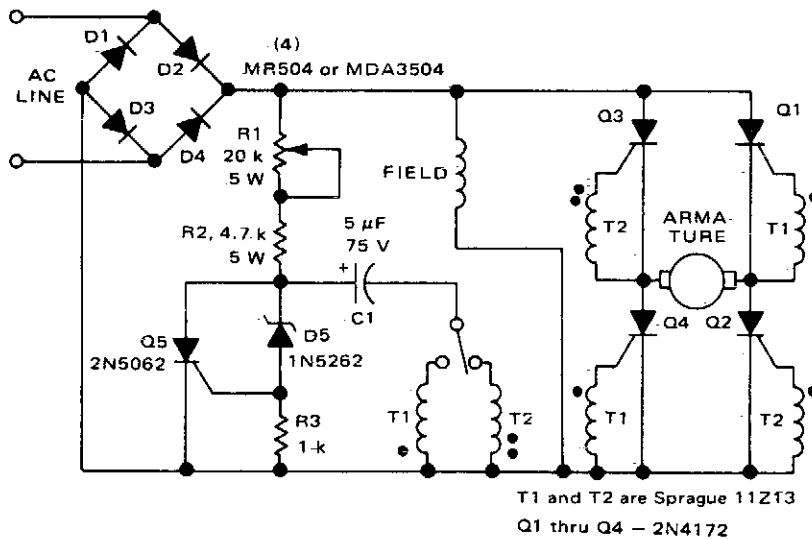 D1
D2
AC
LINE
D3
D4
(4)
MR504 or MDA3504
R1
20 k
5 W
R2, 4.7 k
5 W
5 μF
75 V
+
C1
FIELD
Q3
Q1
T2
ARMA-
TURE
T1
Q5
2N5062
D5
1N5262
R3
1-k
T1
T2
Q4
Q2
T1
T2
T1 and T2 are Sprague 11Z13
Q1 thru Q4 – 2N4172